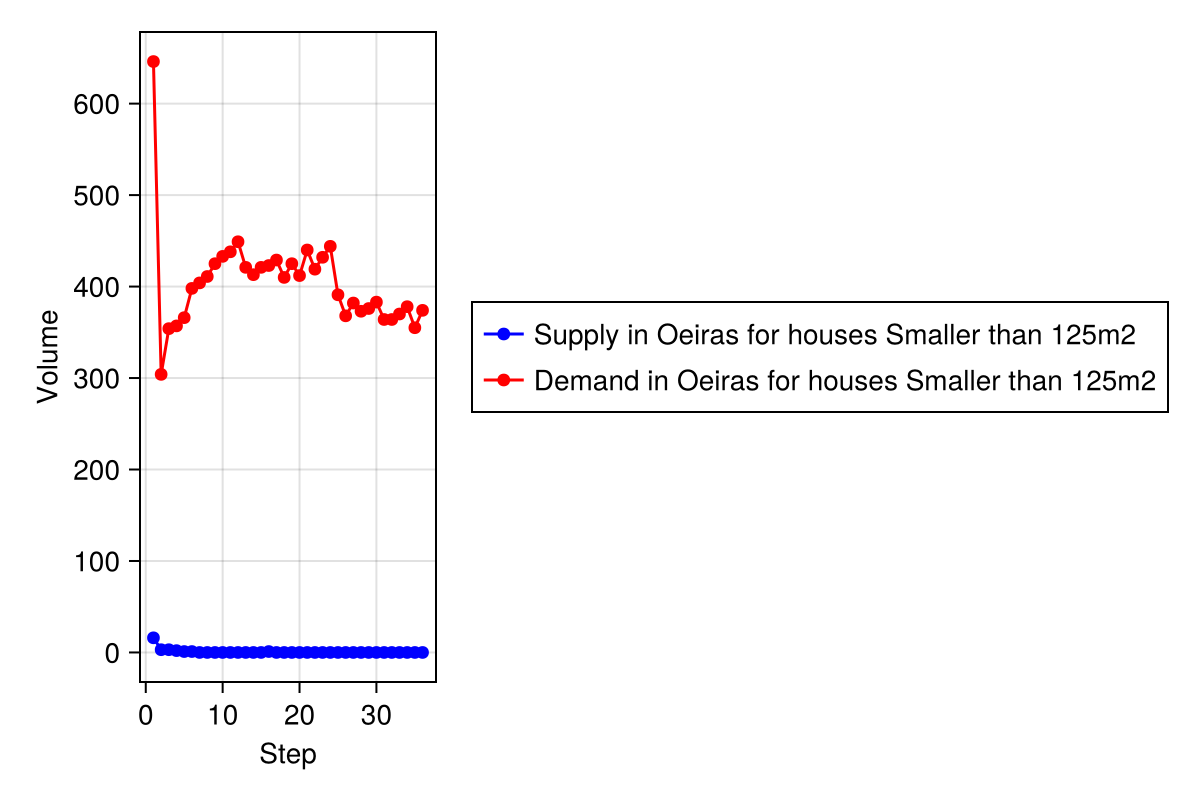 600
500
400
300
200
100
0
Volume
0 10 20 30
Step
Supply in Oeiras for houses Smaller than 125m2
Demand in Oeiras for houses Smaller than 125m2